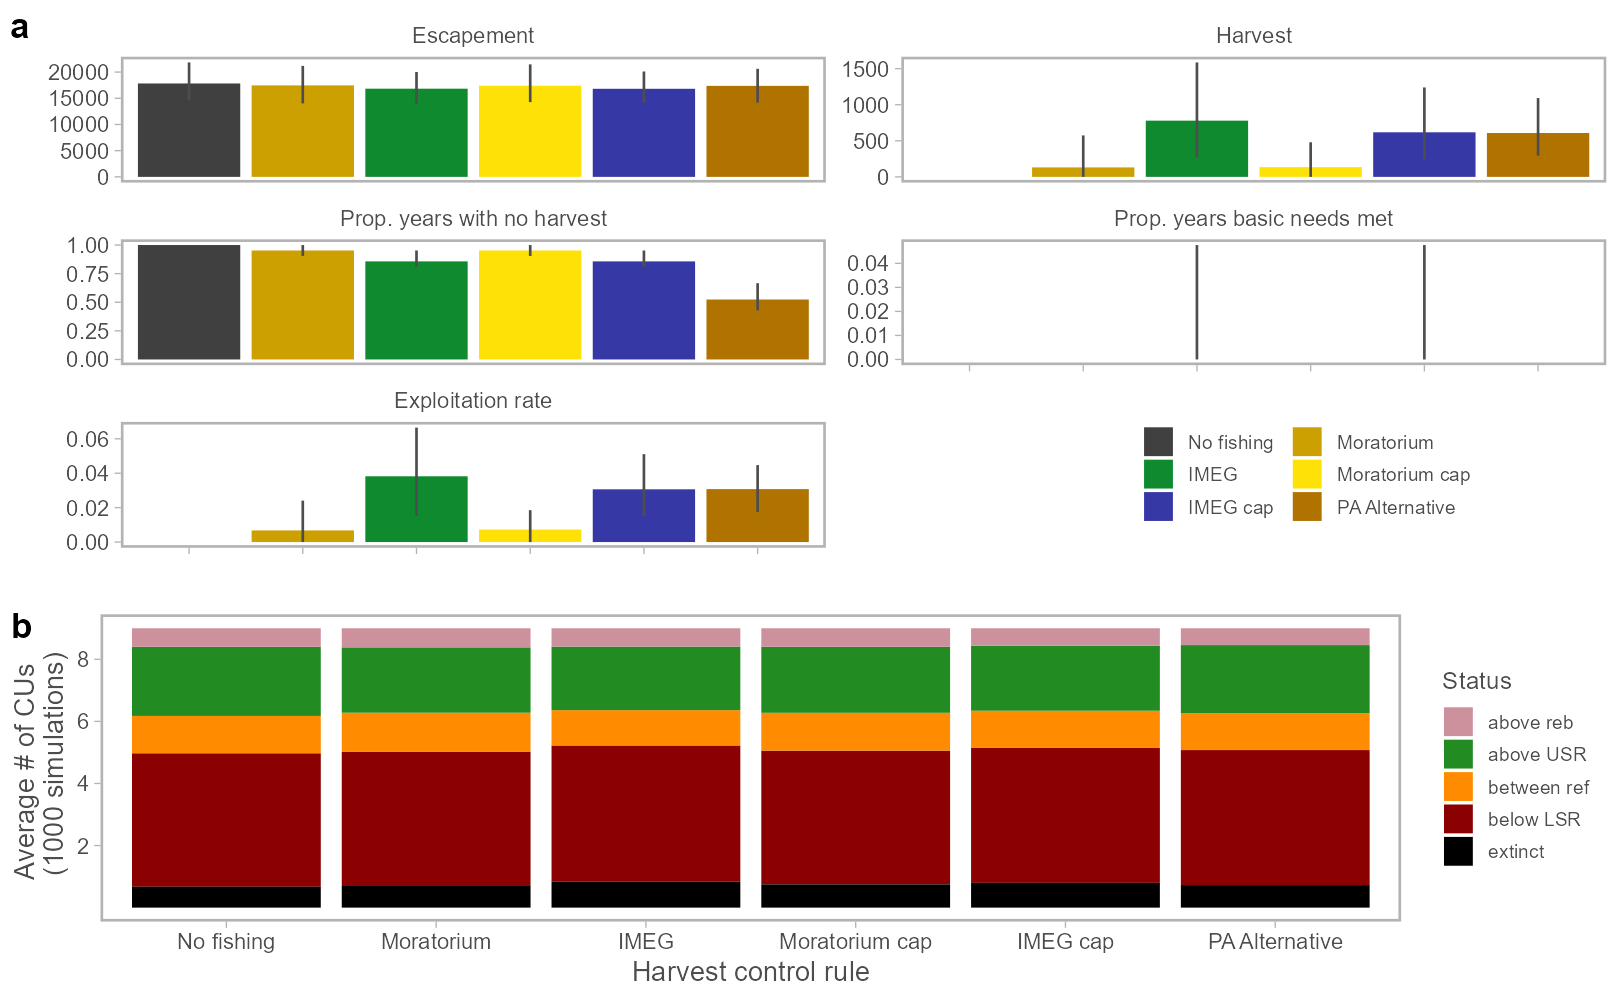 a
Escapement
20000
15000
10000
5000
0
Harvest
1500
1000
500
0
Prop. years with no harvest
1.00
0.75
0.50
0.25
0.00
Prop. years basic needs met
0.04
0.03
0.02
0.01
0.00
Exploitation rate
0.06
0.04
0.02
0.00
No fishing
Moratorium
IMEG
Moratorium cap
IMEG cap
PA Alternative
b
Average # of CUs
(1000 simulations)
8
6
4
2
No fishing
Moratorium
IMEG
Moratorium cap
IMEG cap
PA Alternative
Harvest control rule
Status
above reb
above USR
between ref
below LSR
extinct